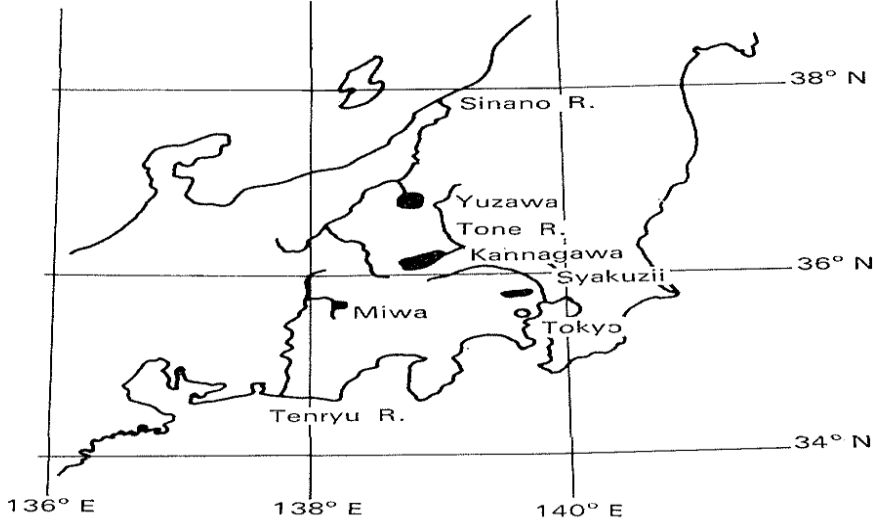 38° N
Sinano R.
Yuzawa
Tone R.
Kannagawa
36° N
Syakuzii
Miwa
Tokyo
Tenryu R.
34° N
136° E
138° E
140° E